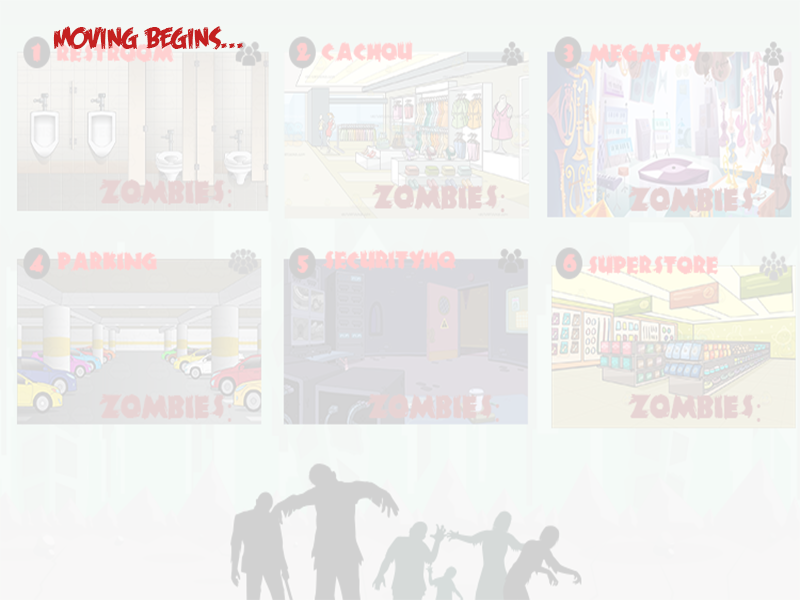 MOVING BEGINS...
1 RESTROOM
2 CACHOU
3 MEGATOY
ZOMBIES:
ZOMBIES:
ZOMBIES:
4 PARKING
5 SECURITYHQ
6 SUPERSTORE
ZOMBIES:
ZOMBIES:
ZOMBIES: